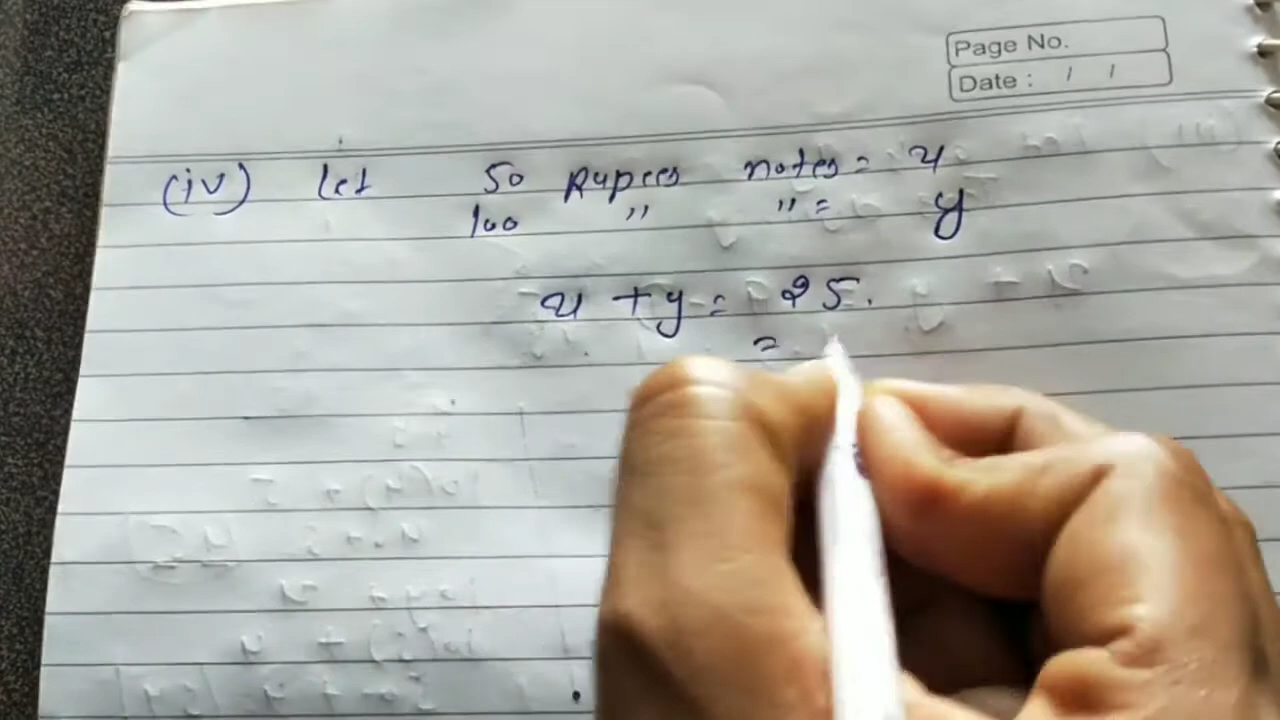 Page No.
Date : / /
(iv) Let 50 Rupees notes = x
100 " " = y
x + y = 25.
=